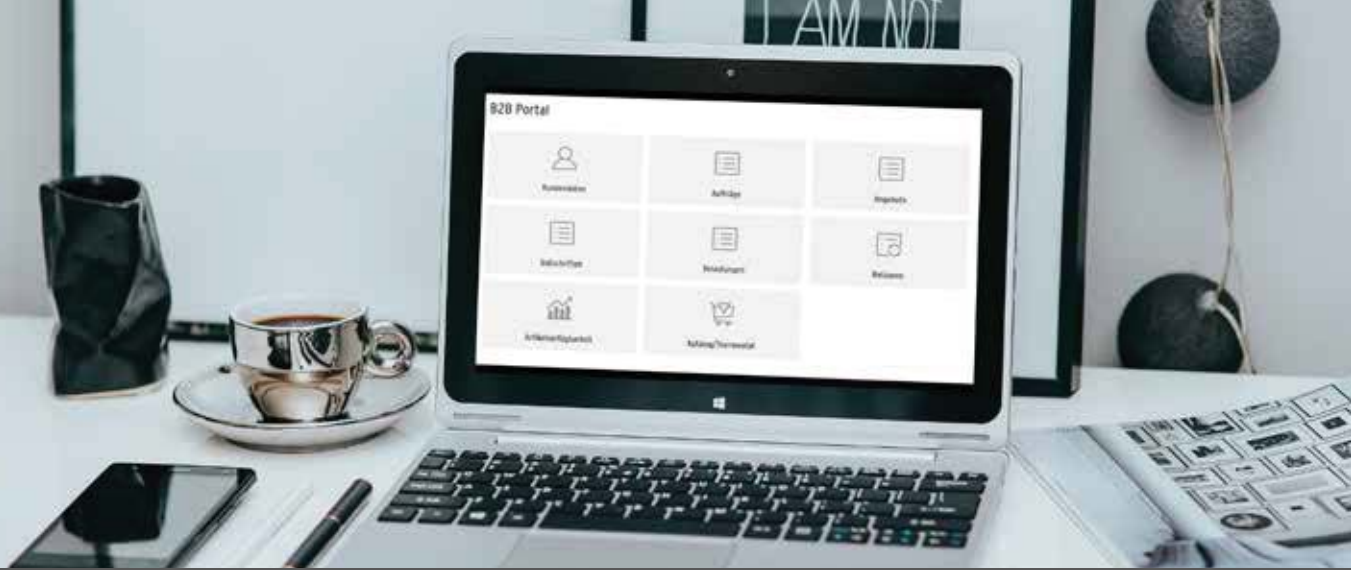 I AM NOT
B2B Portal
Kundendaten
Aufträge
Angebote
Gutschriften
Bestellungen
Retouren
Artikelverfügbarkeit